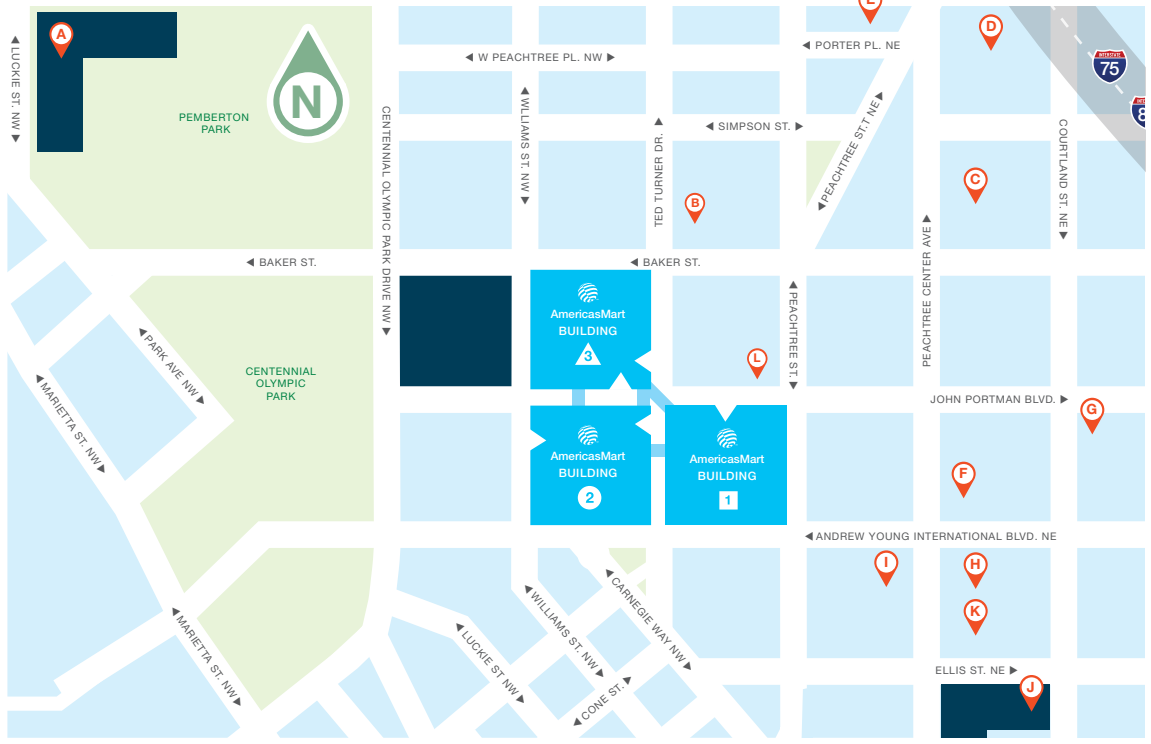 E
A
D
PORTER PL. NE
W PEACHTREE PL. NW
INTERSTATE
75
LUCKIE ST. NW
N
8
PEMBERTON
PARK
SIMPSON ST.
CENTENNIAL OLYMPIC PARK DRIVE NW
WLLIAMS ST. NW
TED TURNER DR.
PEACHTREE ST.T NE
COURTLAND ST. NE
C
B
BAKER ST.
BAKER ST.
PEACHTREE CENTER AVE
PEACHTREE ST.
AmericasMart
BUILDING
3
L
PARK AVE NW
CENTENNIAL
OLYMPIC
PARK
MARIETTA ST. NW
JOHN PORTMAN BLVD.
G
AmericasMart
BUILDING
2
AmericasMart
BUILDING
1
F
ANDREW YOUNG INTERNATIONAL BLVD. NE
I
H
K
CARNEGIE WAY NW
WILLIAMS ST. NW
LUCKIE ST NW
MARIETTA ST. NW
CONE ST.
ELLIS ST. NE
J